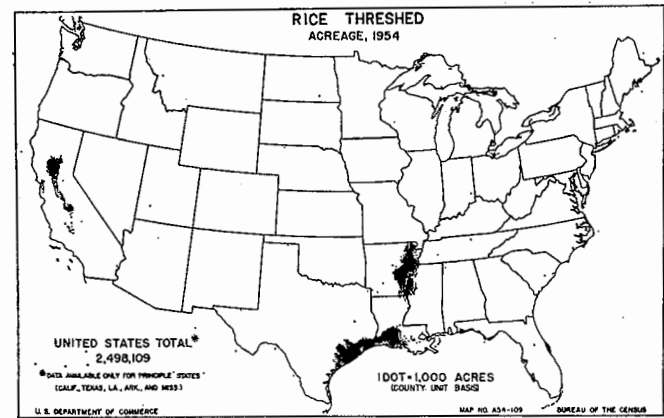 RICE THRESHED
ACREAGE, 1954
UNITED STATES TOTAL*
2,498,109
*DATA AVAILABLE ONLY FOR PRINCIPLE STATES
(CALIF., TEXAS, LA., ARK., AND MISS.)
1 DOT=1,000 ACRES
(COUNTY UNIT BASIS)
U. S. DEPARTMENT OF COMMERCE
MAP NO. A54-109
BUREAU OF THE CENSUS